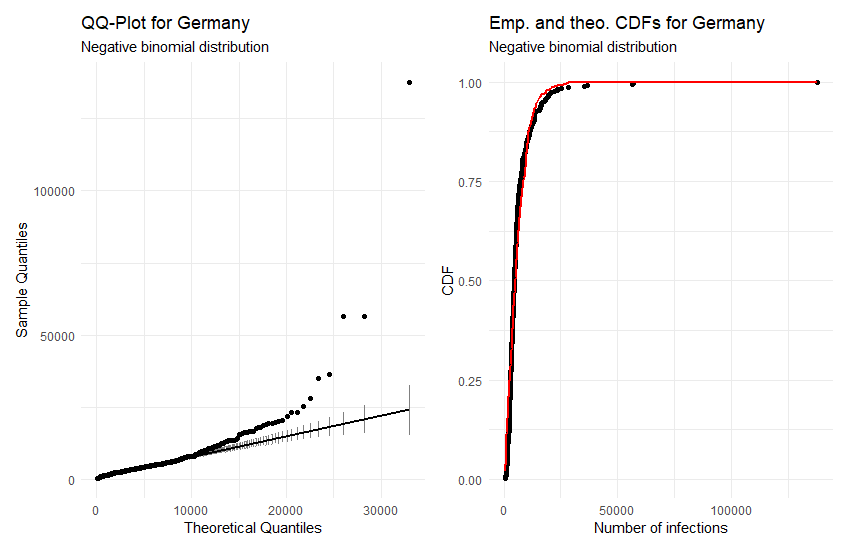 QQ-Plot for Germany
Negative binomial distribution
100000
50000
0
Sample Quantiles
0
10000
20000
30000
Theoretical Quantiles
Emp. and theo. CDFs for Germany
Negative binomial distribution
1.00
0.75
0.50
0.25
0.00
CDF
0
50000
100000
Number of infections